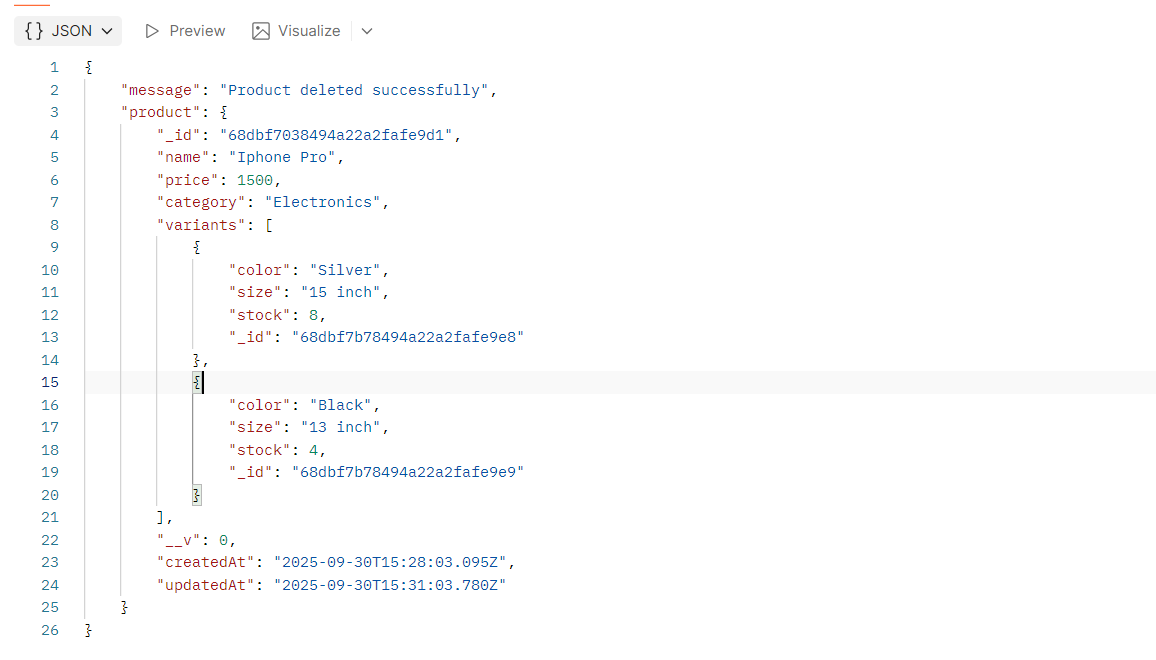 {} JSON Preview Visualize
1 {
2 "message": "Product deleted successfully",
3 "product": {
4 "_id": "68dbf7038494a22a2fafe9d1",
5 "name": "Iphone Pro",
6 "price": 1500,
7 "category": "Electronics",
8 "variants": [
9 {
10 "color": "Silver",
11 "size": "15 inch",
12 "stock": 8,
13 "_id": "68dbf7b78494a22a2fafe9e8"
14 },
15 {
16 "color": "Black",
17 "size": "13 inch",
18 "stock": 4,
19 "_id": "68dbf7b78494a22a2fafe9e9"
20 }
21 ],
22 "__v": 0,
23 "createdAt": "2025-09-30T15:28:03.095Z",
24 "updatedAt": "2025-09-30T15:31:03.780Z"
25 }
26 }